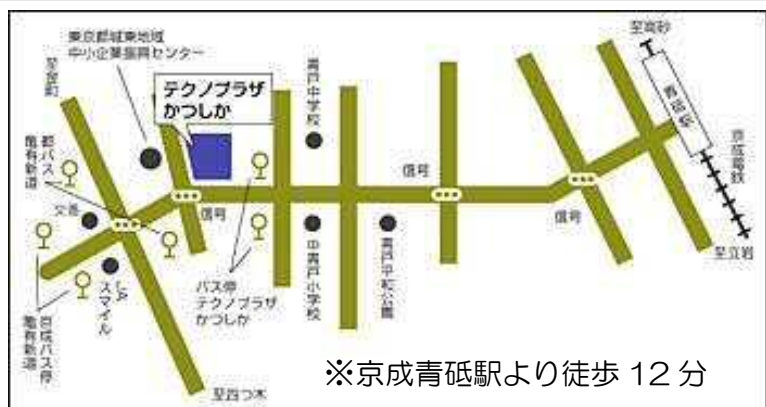 東京都城東地域
中小企業振興センター
テクノプラザ
かつしか
至金町
都バス
亀有新道
交番
JA
スマイル
京成バス停
亀有新道
信号
バス停
テクノプラザ
かつしか
至四つ木
青戸中学校
中青戸小学校
青戸平和公園
信号
信号
至高砂
青砥駅
京成電鉄
至立石
※京成青砥駅より徒歩 12 分